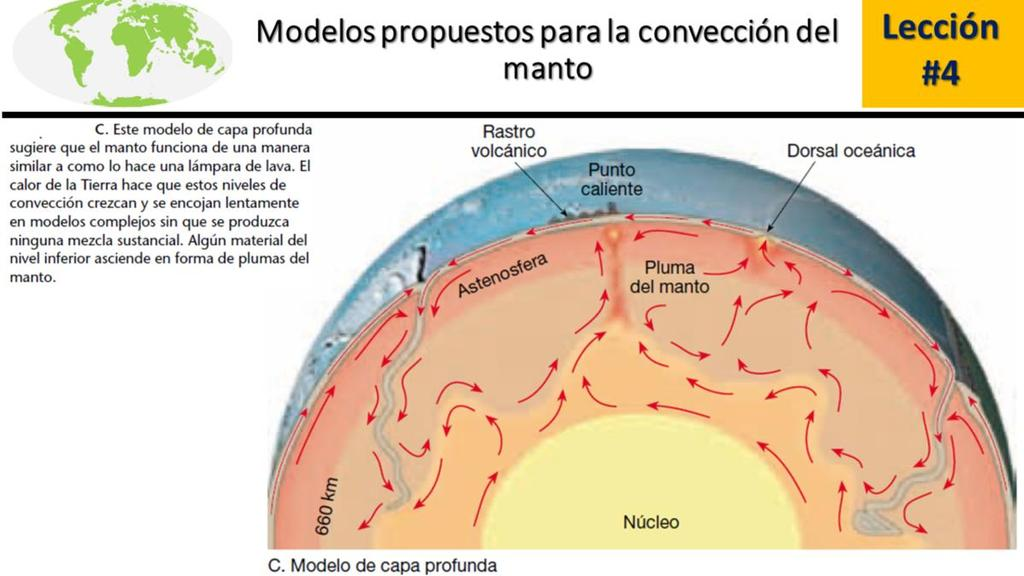 Modelos propuestos para la convección del
manto
Lección
#4
C. Este modelo de capa profunda
sugiere que el manto funciona de una manera
similar a como lo hace una lámpara de lava. El
calor de la Tierra hace que estos niveles de
convección crezcan y se encojan lentamente
en modelos complejos sin que se produzca
ninguna mezcla sustancial. Algún material del
nivel inferior asciende en forma de plumas del
manto.
Rastro
volcánico
Punto
caliente
Dorsal oceánica
Astenosfera
Pluma
del manto
660 km
Núcleo
C. Modelo de capa profunda